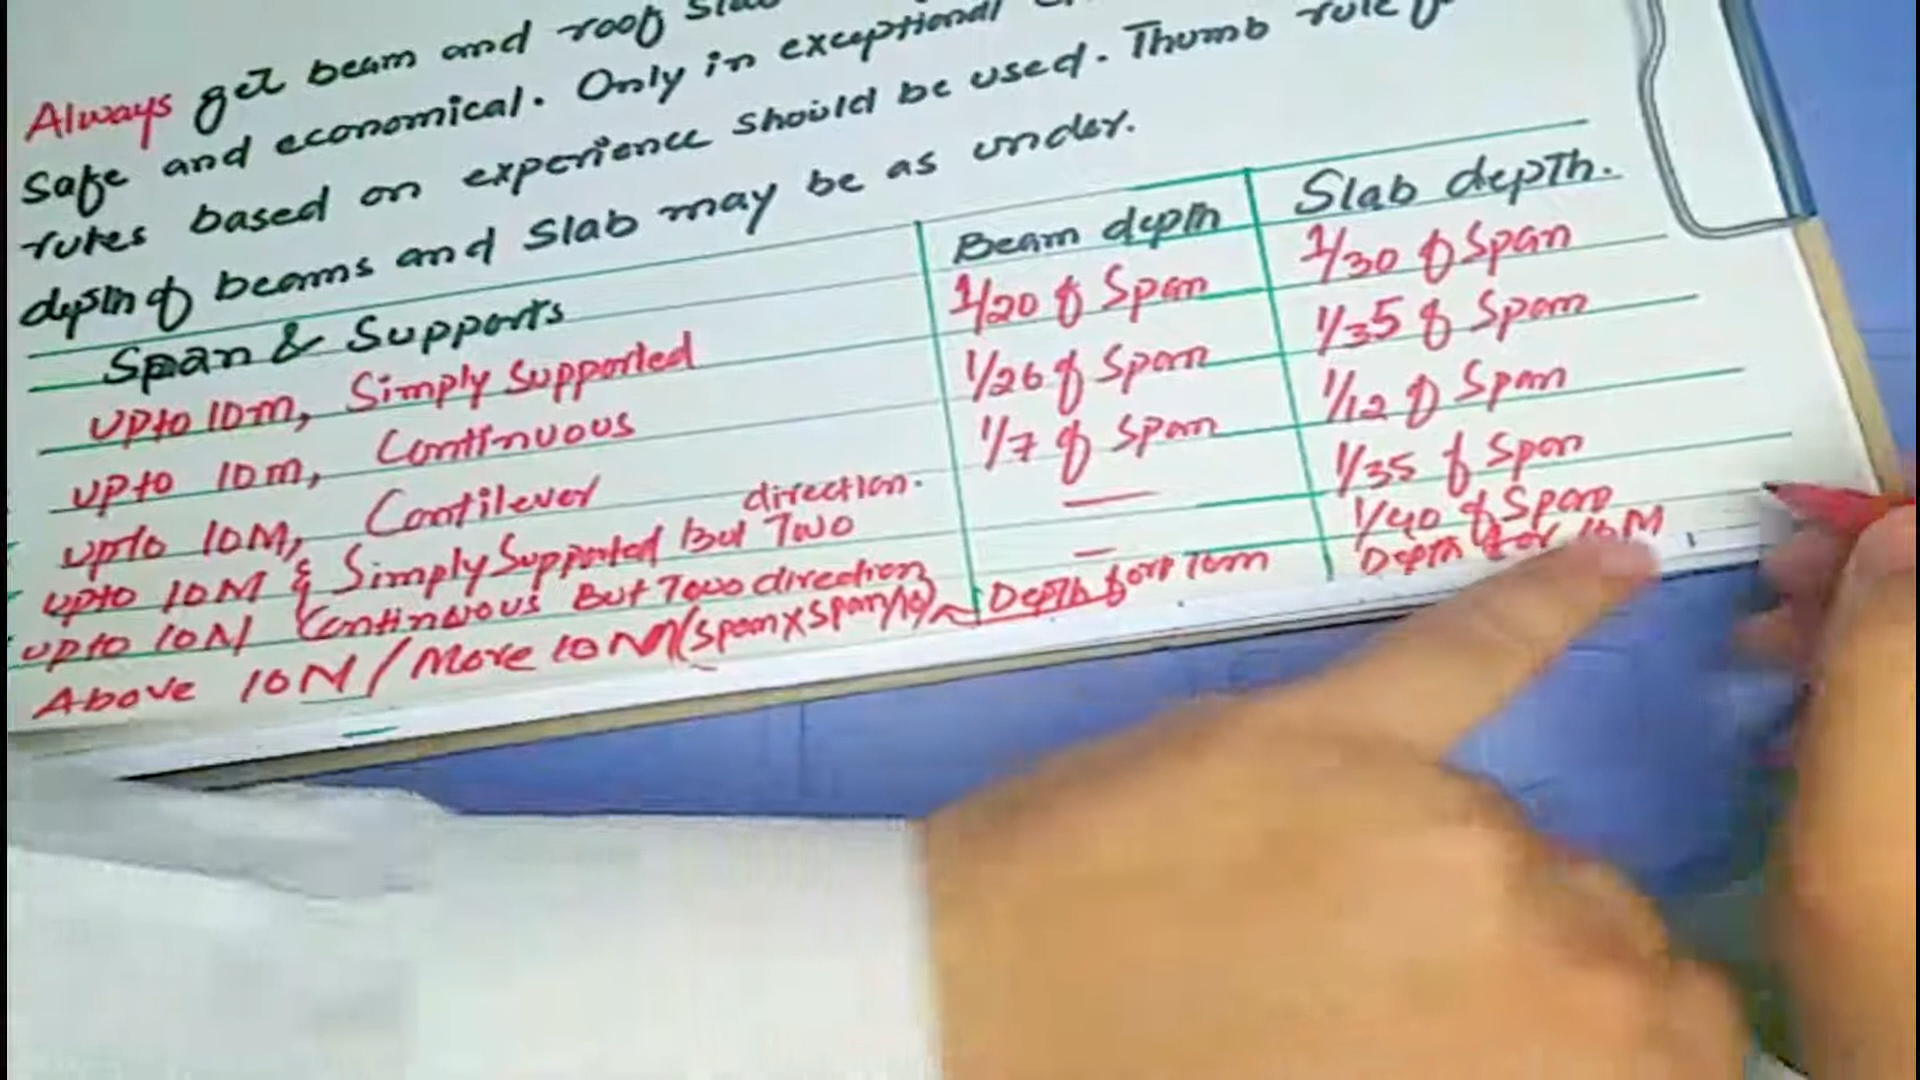 Always get beam and roof slab
Safe and economical. Only in exceptional
rules based on experience should be used. Thumb rule
depth of beams and Slab may be as under.
Span & Supports Beam depth Slab depth.
upto 10m, Simply Supported 1/20 of Span 1/30 of Span
upto 10m, Continuous 1/26 of Span 1/35 of Span
upto 10M, Cantilever 1/7 of Span 1/12 of Span
direction.
upto 10M & Simply Supported But Two — 1/35 of Span
upto 10M Continuous But Two direction — 1/40 of Span
Above 10M / More 10M (Span x Span/10) Depth for 10m Depth for 10M